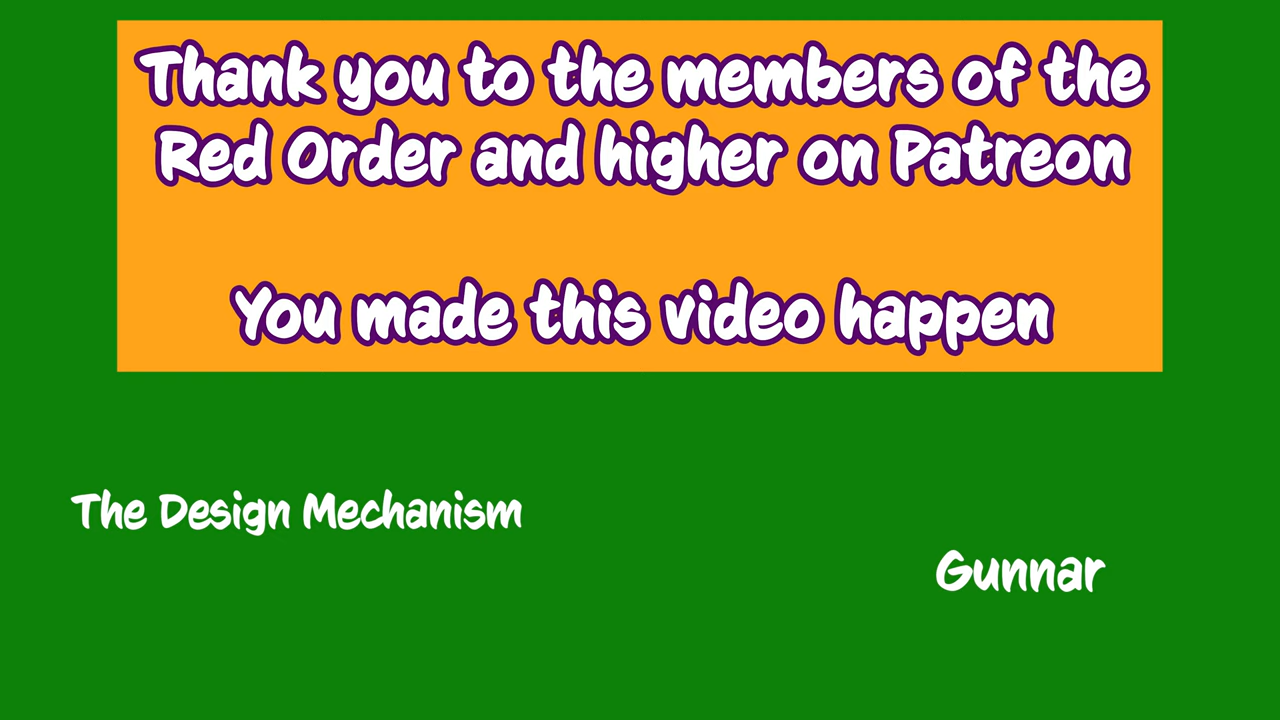 Thank you to the members of the
Red Order and higher on Patreon
You made this video happen
The Design Mechanism
Gunnar